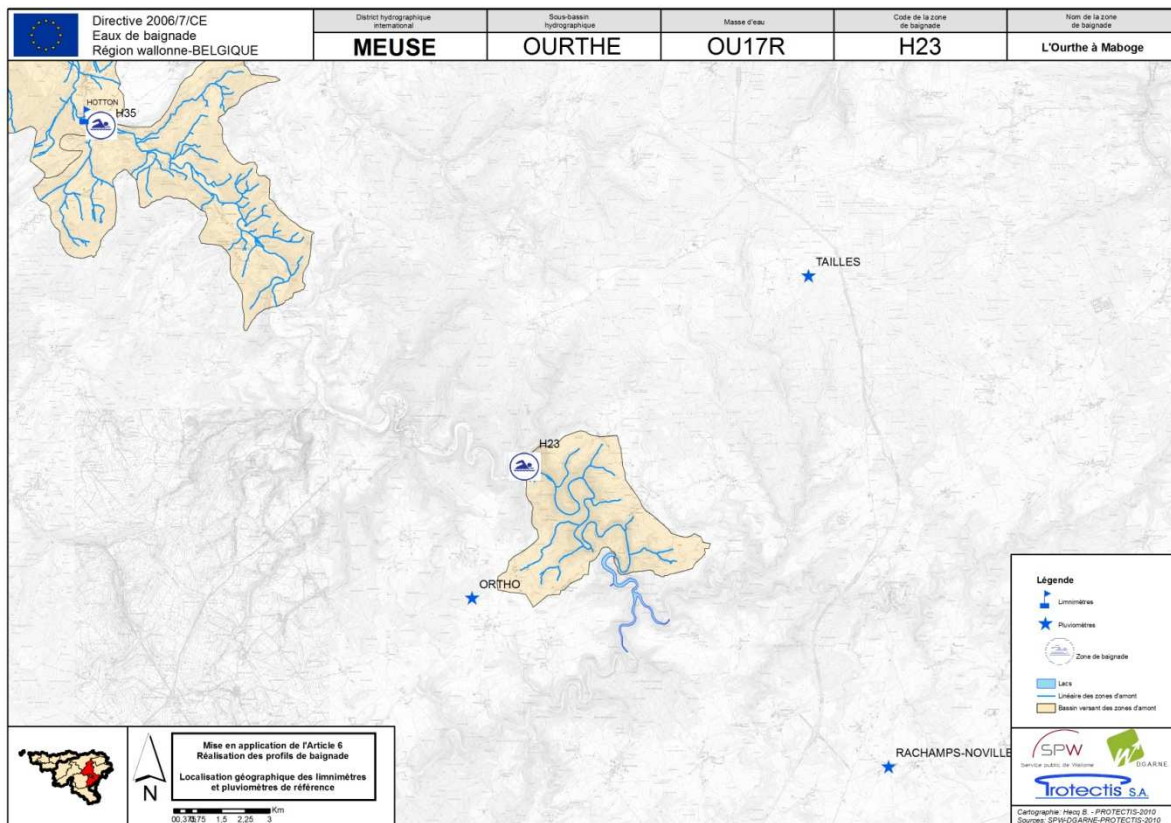 Directive 2006/7/CE
Eaux de baignade
Région wallonne-BELGIQUE
District hydrographique
international
MEUSE
Sous-bassin
hydrographique
OURTHE
Masse d'eau
OU17R
Code de la zone
de baignade
H23
Nom de la zone
de baignade
L'Ourthe à Maboge
HOTTON
H35
TAILLES
H23
ORTHO
RACHAMPS-NOVILLE
Légende
Limnimètres
Pluviomètres
Zone de baignade
Lacs
Linéaire des zones d'amont
Bassin versant des zones d'amont
SPW
Service public de Wallonie
DGARNE
Protectis S.A.
Cartographie: Hecq B. - PROTECTIS-2010
Sources: SPW-DGARNE-PROTECTIS-2010
N
Mise en application de l'Article 6
Réalisation des profils de baignade
Localisation géographique des limnimètres
et pluviomètres de référence
Km
1,5 2,25 3